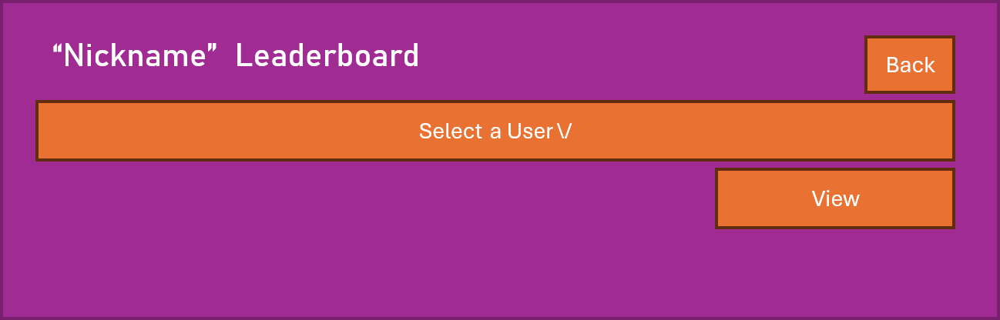 “Nickname” Leaderboard
Back
Select a User \/
View